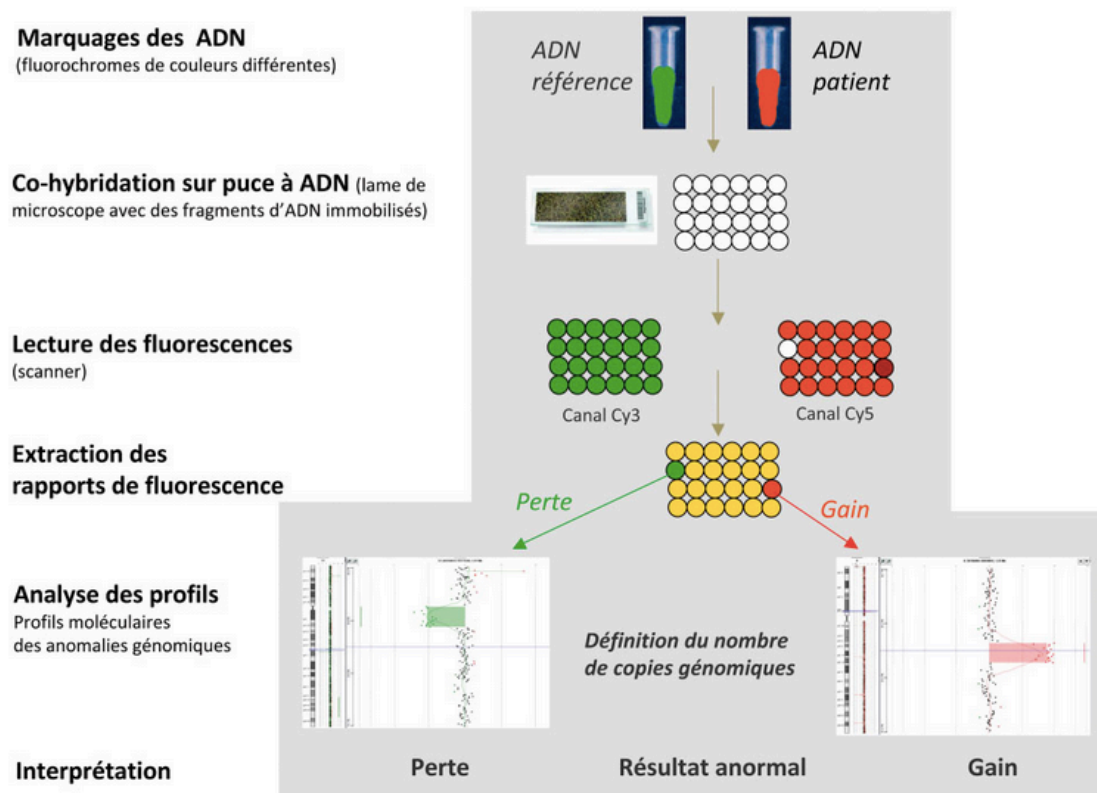 Marquages des ADN
(fluorochromes de couleurs différentes)
ADN
référence
ADN
patient
Co-hybridation sur puce à ADN (lame de
microscope avec des fragments d'ADN immobilisés)
Lecture des fluorescences
(scanner)
Canal Cy3
Canal Cy5
Extraction des
rapports de fluorescence
Perte
Gain
Analyse des profils
Profils moléculaires
des anomalies génomiques
Définition du nombre
de copies génomiques
Interprétation
Perte
Résultat anormal
Gain